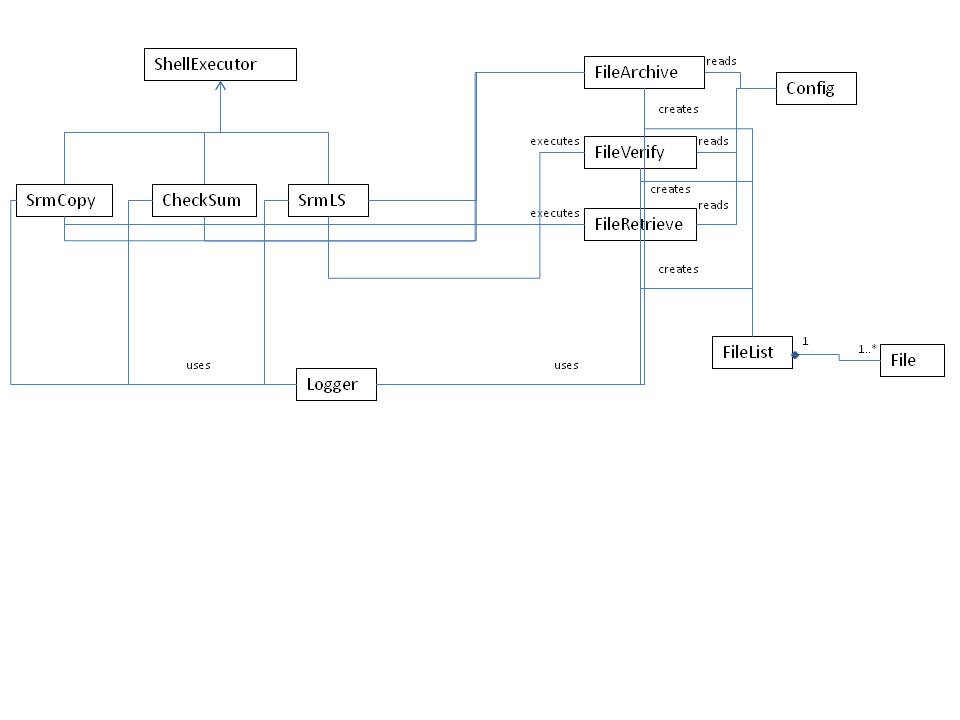 ShellExecutor
FileArchive
reads
Config
creates
executes
FileVerify
reads
SrmCopy
CheckSum
SrmLS
creates
executes
FileRetrieve
reads
creates
FileList
1
1..*
File
uses
uses
Logger